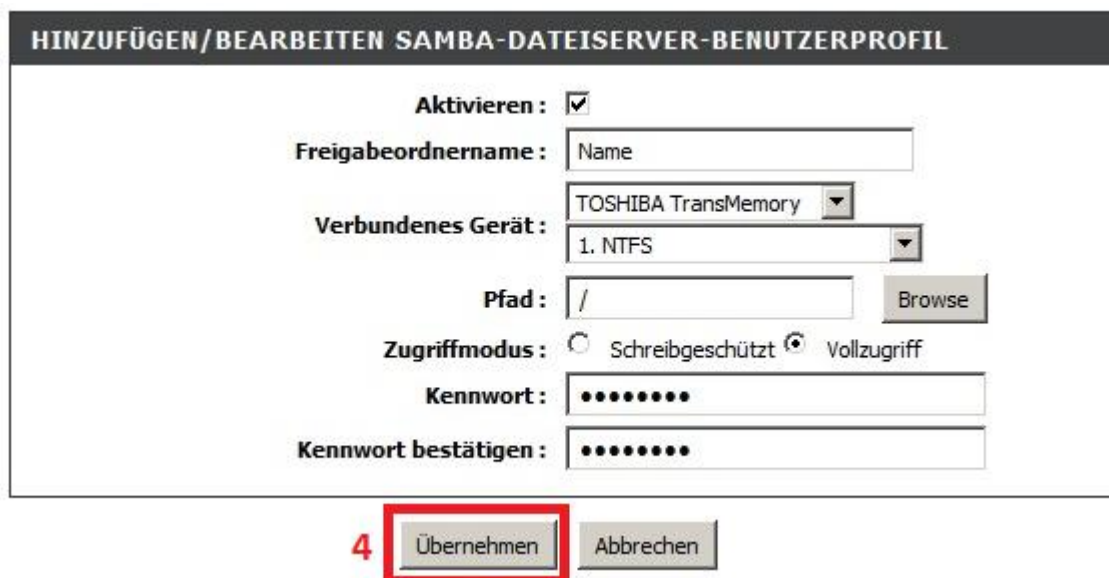 HINZUFÜGEN/BEARBEITEN SAMBA-DATEISERVER-BENUTZERPROFIL
Aktivieren :
Freigabeordnername : Name
TOSHIBA TransMemory
Verbundenes Gerät :
1. NTFS
Pfad : / Browse
Zugriffmodus : Schreibgeschützt Vollzugriff
Kennwort : ••••••••
Kennwort bestätigen : ••••••••
4 Übernehmen Abbrechen